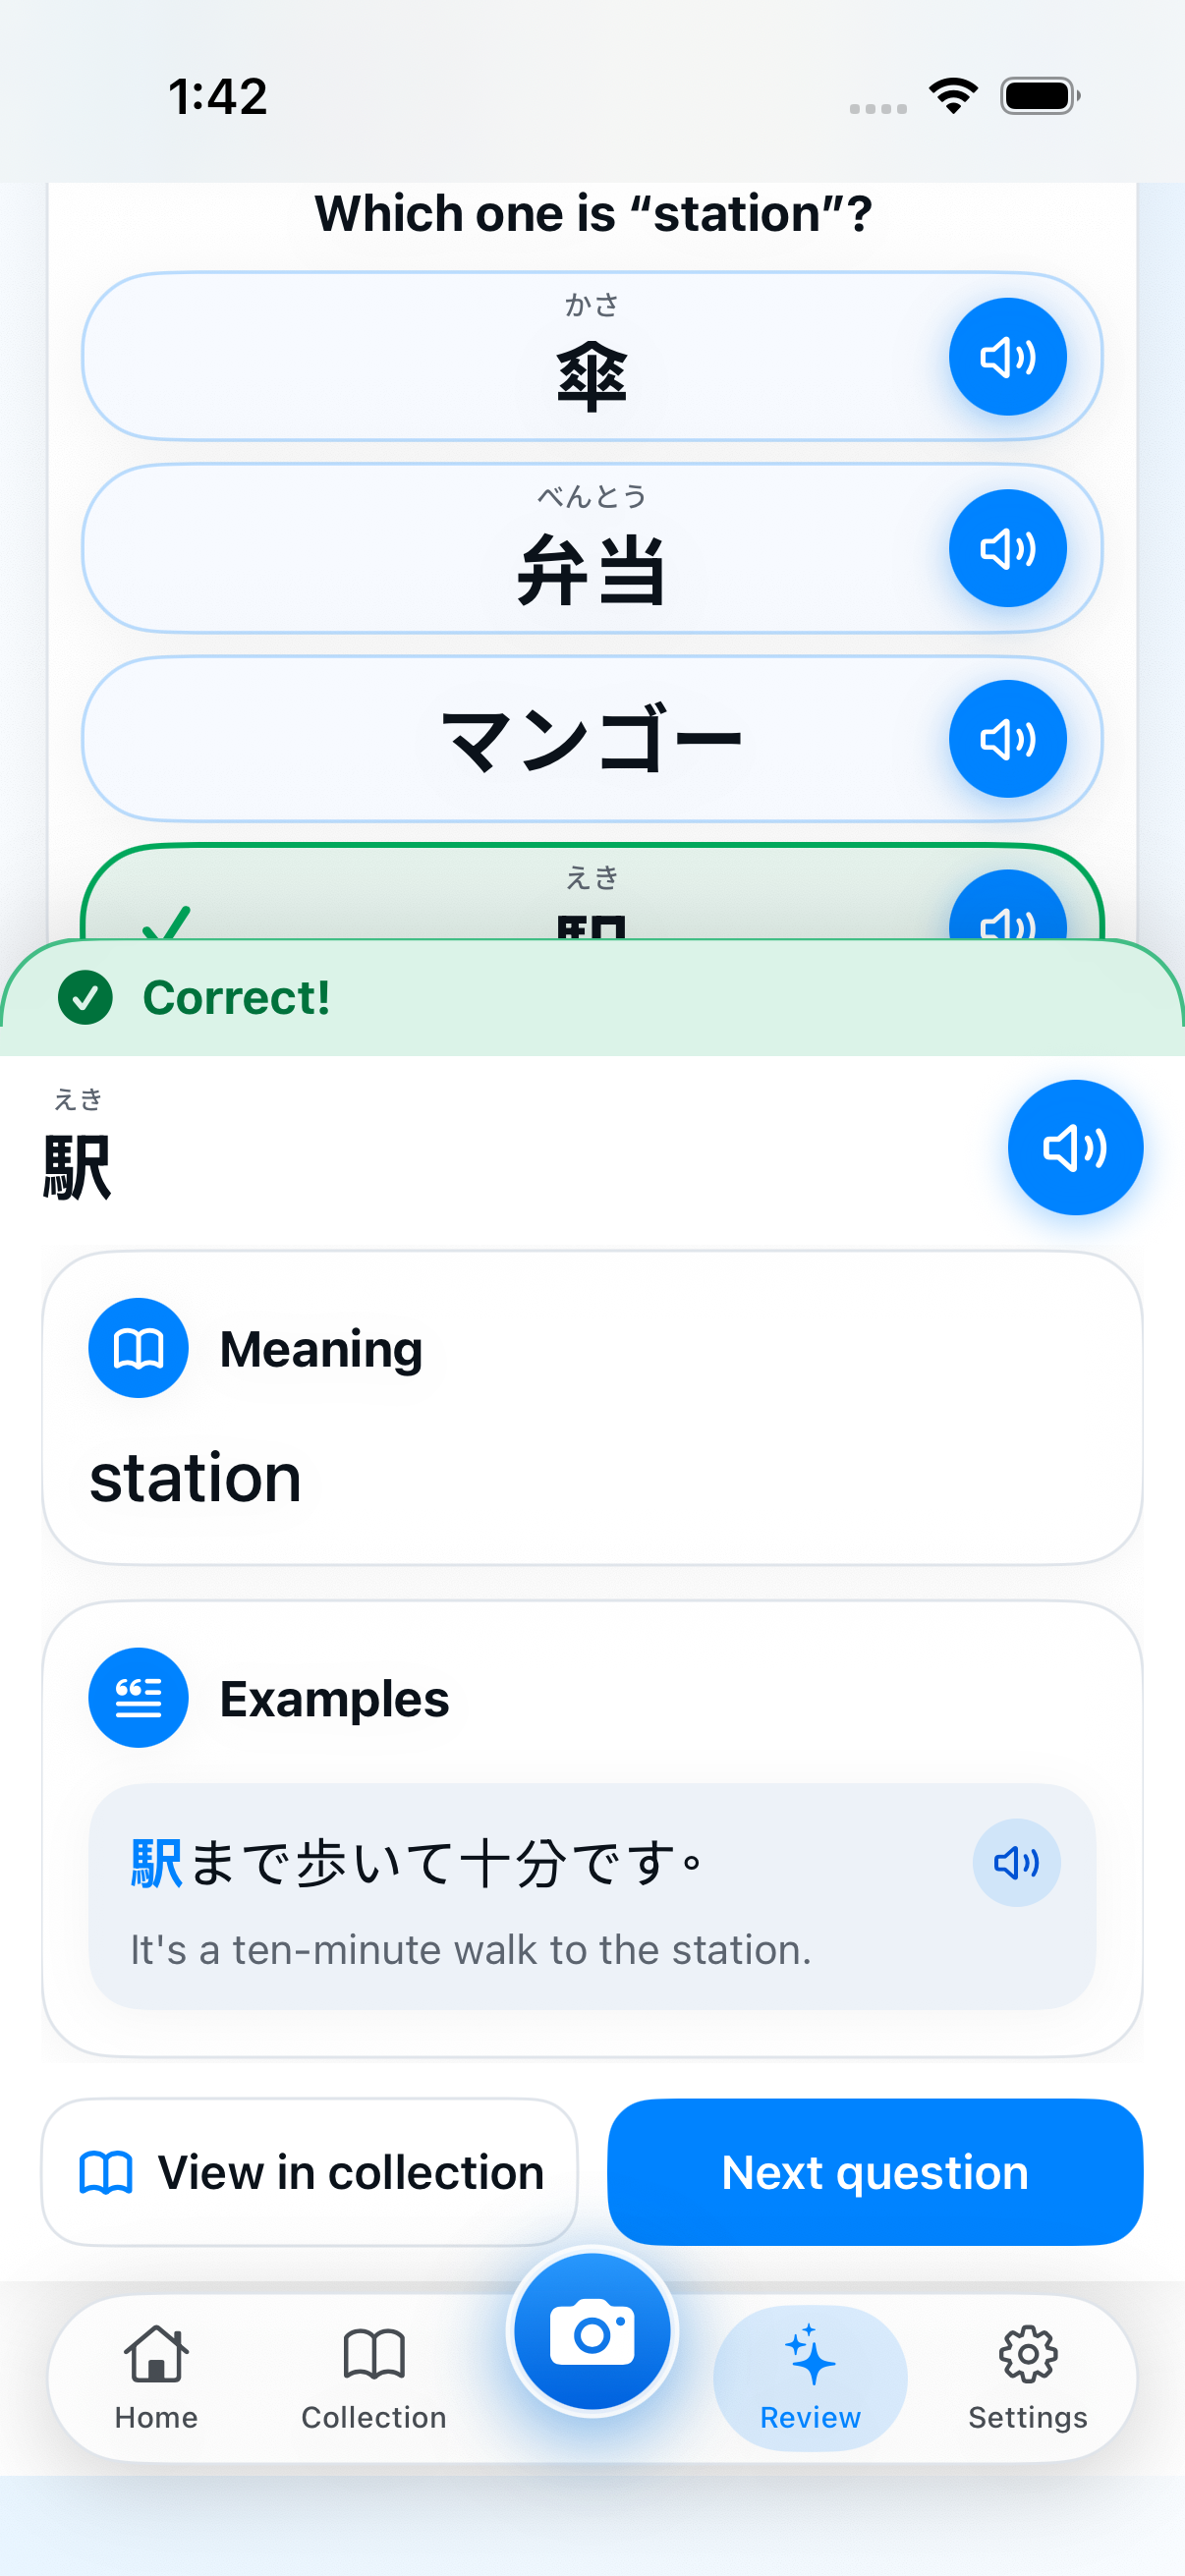 1:42
Which one is “station”?
かさ
傘
べんとう
弁当
マンゴー
えき
Correct!
えき
駅
Meaning
station
Examples
駅まで歩いて十分です。
It's a ten-minute walk to the station.
View in collection
Next question
Home
Collection
Review
Settings